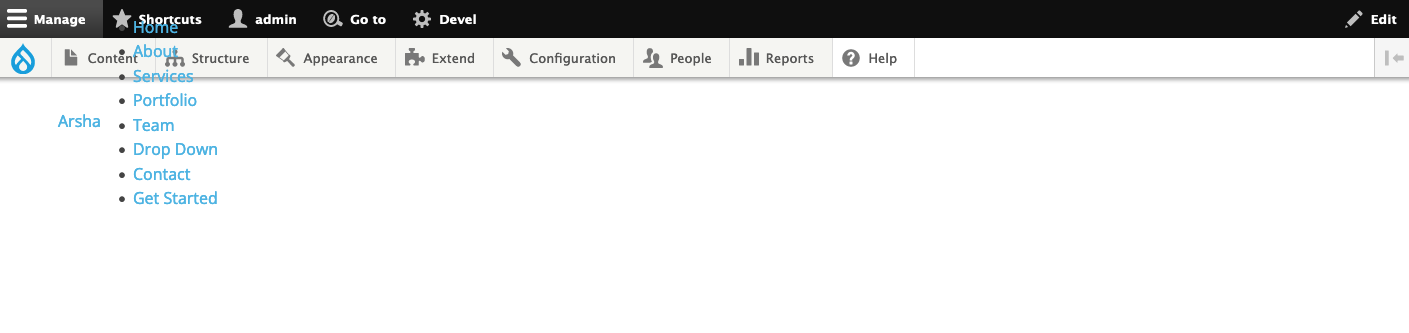 Manage Shortcuts admin Go to Devel Edit
Home
About
Content Structure Appearance Extend Configuration People Reports Help
Services
Portfolio
Arsha
Team
Drop Down
Contact
Get Started